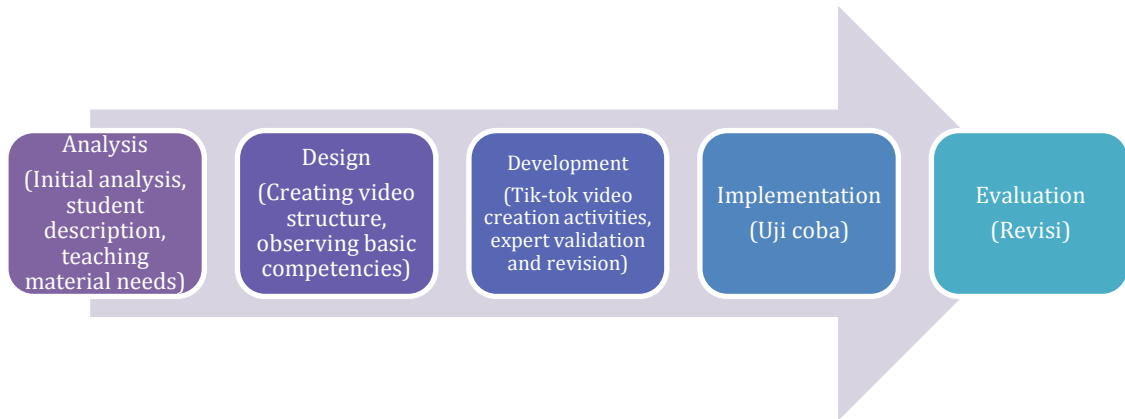 Analysis
(Initial analysis,
student
description,
teaching
material needs)
Design
(Creating video
structure,
observing basic
competencies)
Development
(Tik-tok video
creation activities,
expert validation
and revision)
Implementation
(Uji coba)
Evaluation
(Revisi)